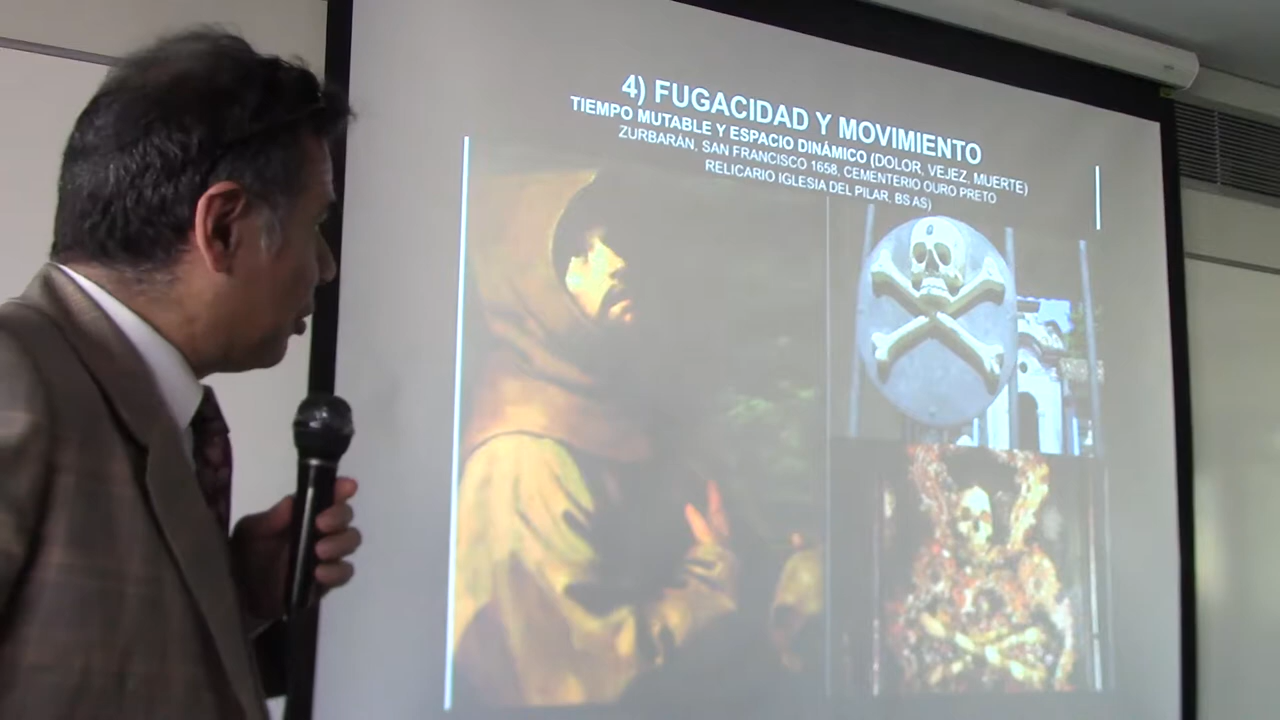 4) FUGACIDAD Y MOVIMIENTO
TIEMPO MUTABLE Y ESPACIO DINÁMICO (DOLOR, VEJEZ, MUERTE)
ZURBARÁN, SAN FRANCISCO 1658, CEMENTERIO OURO PRETO
RELICARIO IGLESIA DEL PILAR, BS AS)